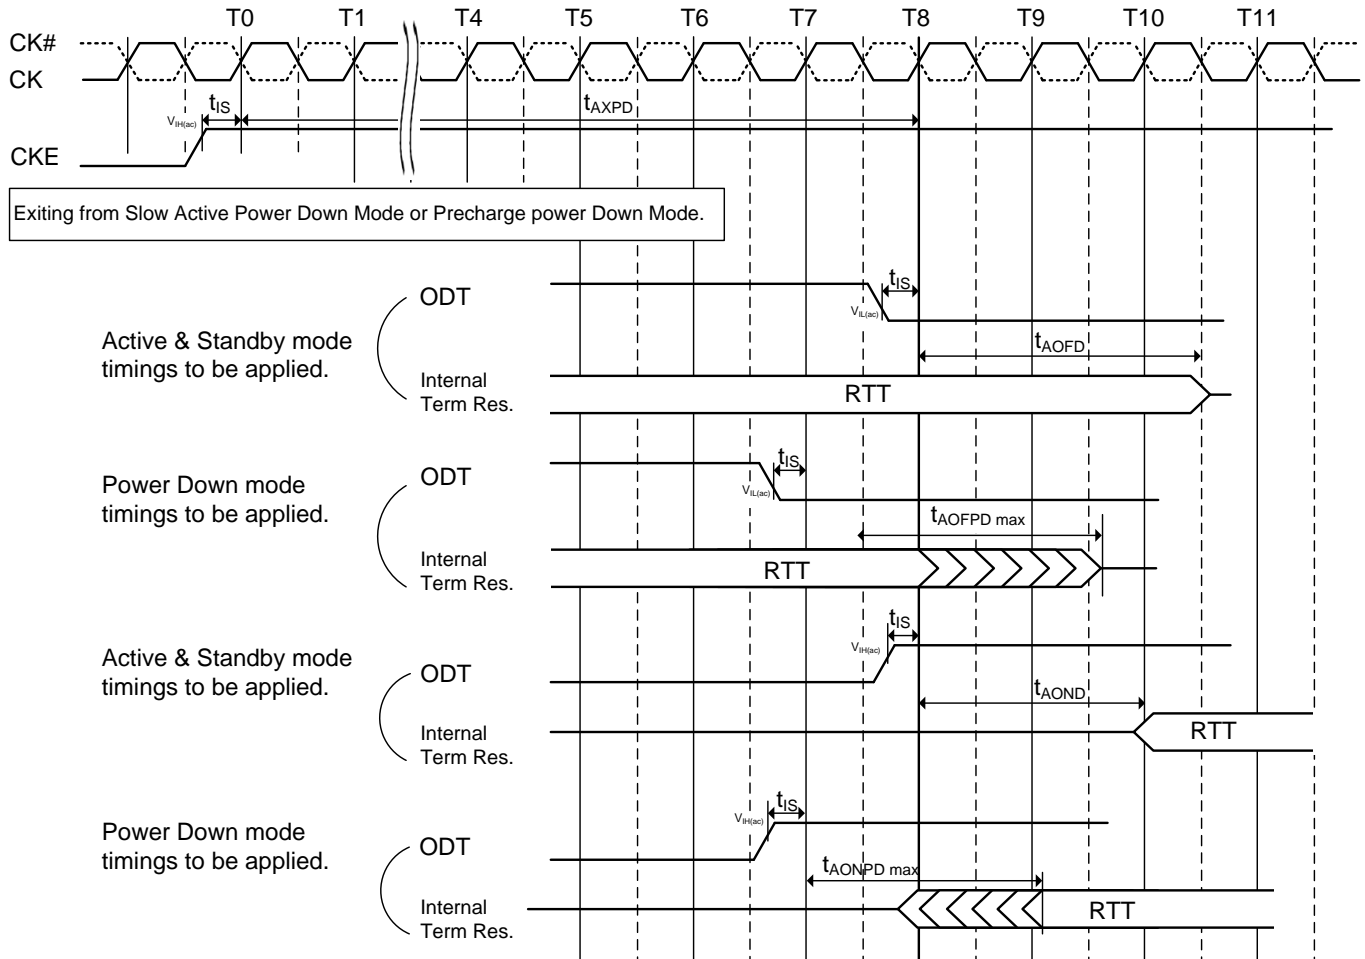 T0 T1 T4 T5 T6 T7 T8 T9 T10 T11
CK#
CK
tIS tAXPD
VIH(ac)
CKE
Exiting from Slow Active Power Down Mode or Precharge power Down Mode.
ODT
tIS
VIL(ac)
Active & Standby mode
timings to be applied.
tAOFD
Internal
Term Res.
RTT
ODT
tIS
VIL(ac)
Power Down mode
timings to be applied.
tAOFPD max
Internal
Term Res.
RTT
tIS
VIH(ac)
Active & Standby mode
timings to be applied.
ODT
tAOND
Internal
Term Res.
RTT
tIS
VIH(ac)
Power Down mode
timings to be applied.
ODT
tAONPD max
Internal
Term Res.
RTT